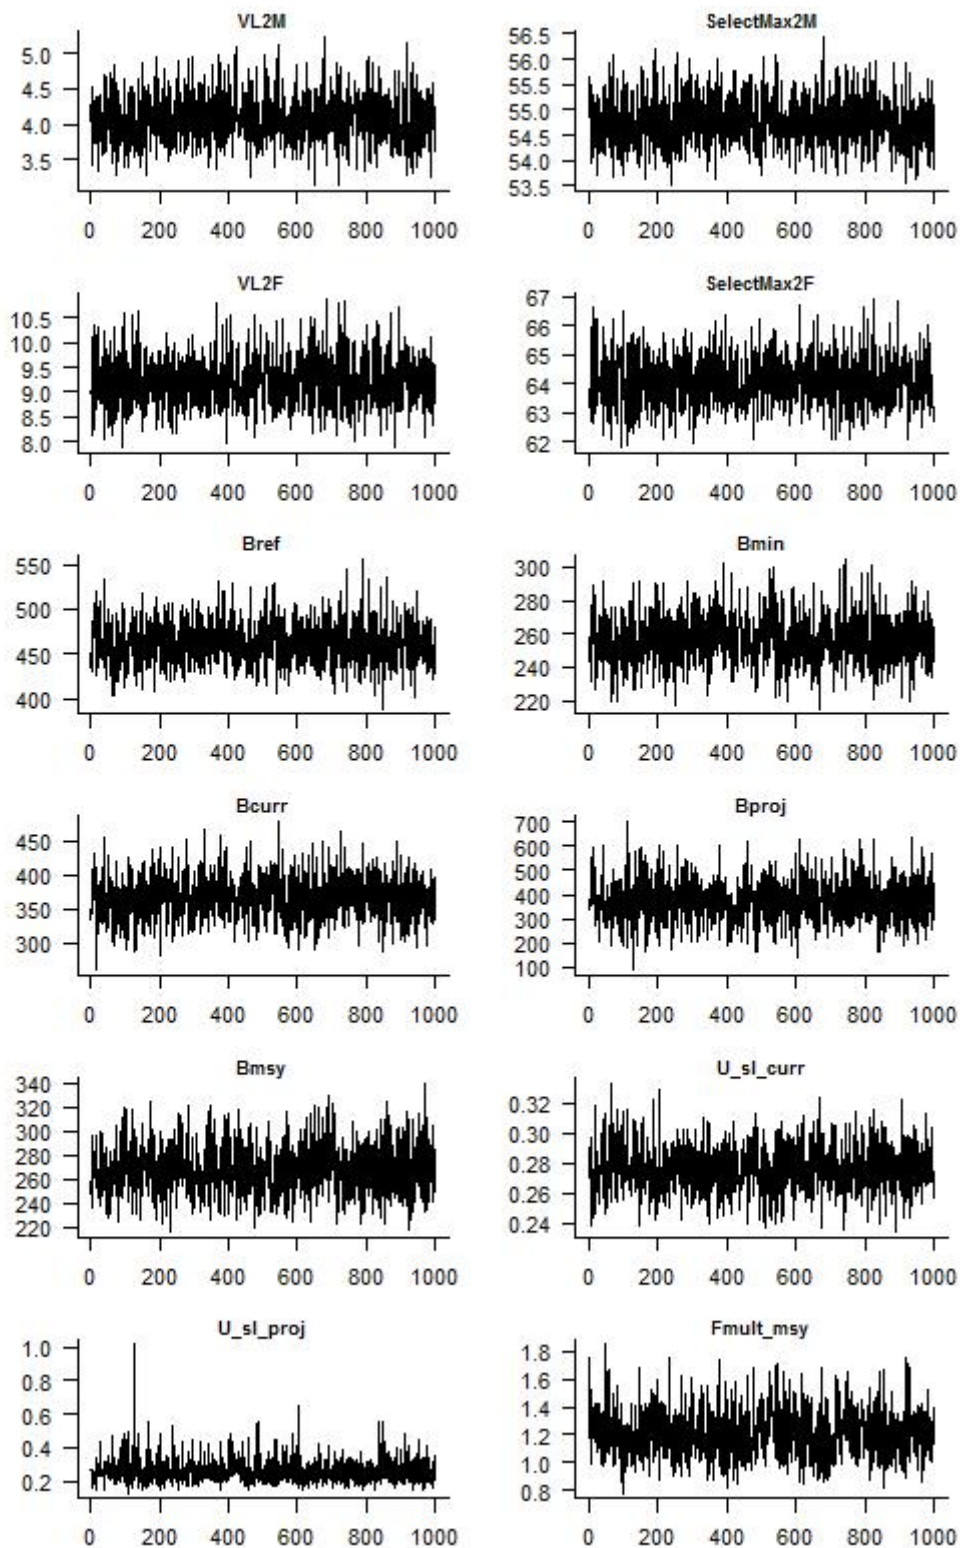 VL2M
5.0
4.5
4.0
3.5
0 200 400 600 800 1000
SelectMax2M
56.5
56.0
55.5
55.0
54.5
54.0
53.5
0 200 400 600 800 1000
VL2F
10.5
10.0
9.5
9.0
8.5
8.0
0 200 400 600 800 1000
SelectMax2F
67
66
65
64
63
62
0 200 400 600 800 1000
Bref
550
500
450
400
0 200 400 600 800 1000
Bmin
300
280
260
240
220
0 200 400 600 800 1000
Bcurr
450
400
350
300
0 200 400 600 800 1000
Bproj
700
600
500
400
300
200
100
0 200 400 600 800 1000
Bmsy
340
320
300
280
260
240
220
0 200 400 600 800 1000
U_sl_curr
0.32
0.30
0.28
0.26
0.24
0 200 400 600 800 1000
U_sl_proj
1.0
0.8
0.6
0.4
0.2
0 200 400 600 800 1000
Fmult_msy
1.8
1.6
1.4
1.2
1.0
0.8
0 200 400 600 800 1000